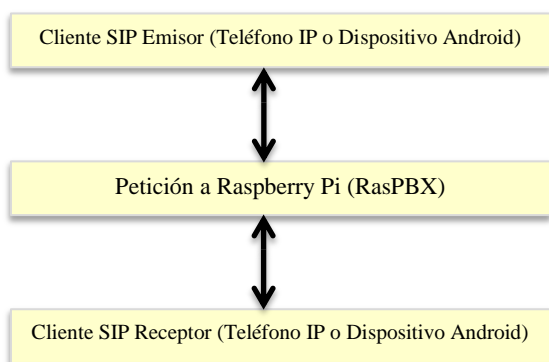 Cliente SIP Emisor (Teléfono IP o Dispositivo Android)
Petición a Raspberry Pi (RasPBX)
Cliente SIP Receptor (Teléfono IP o Dispositivo Android)